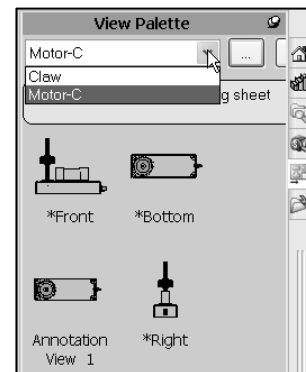 View Palette
Motor-C
...
Claw
Motor-C
g sheet
*Front
*Bottom
Annotation
View 1
*Right